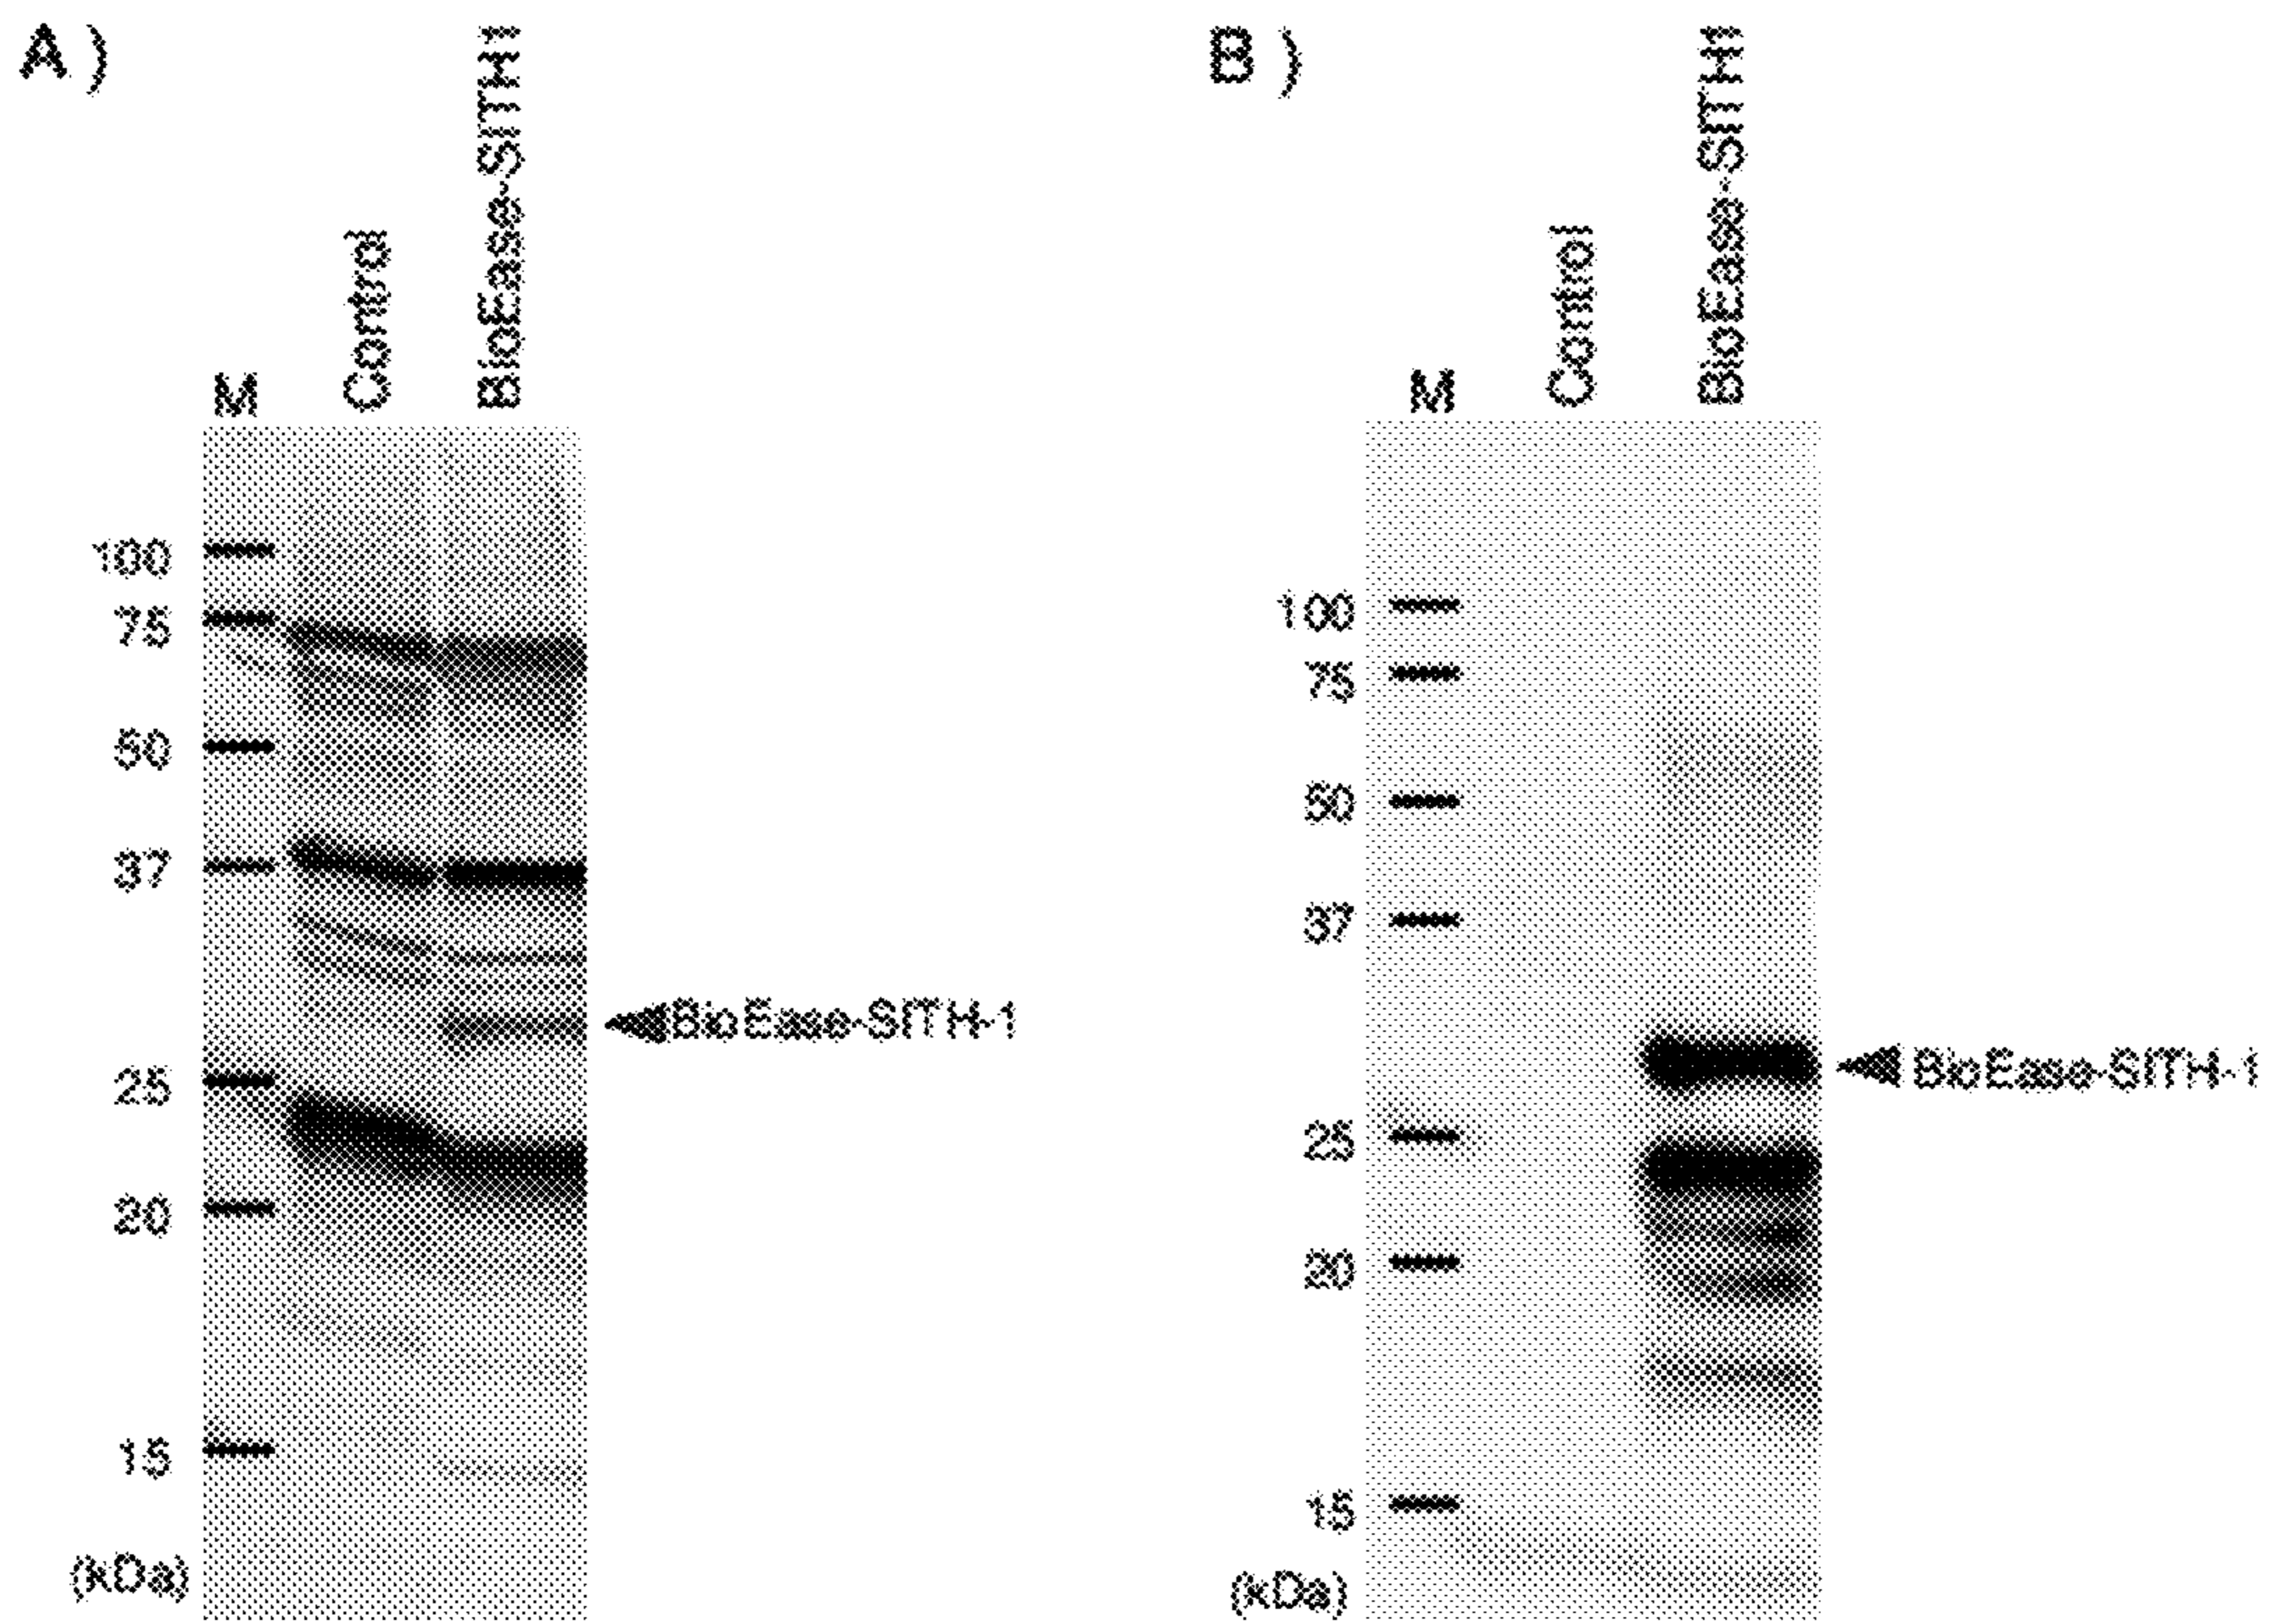 A)
M
Control
BioEase-SITH1
100
75
50
37
25
20
15
(kDa)
BioEase-SITH-1
B)
M
Control
BioEase-SITH1
100
75
50
37
25
20
15
(kDa)
BioEase-SITH-1